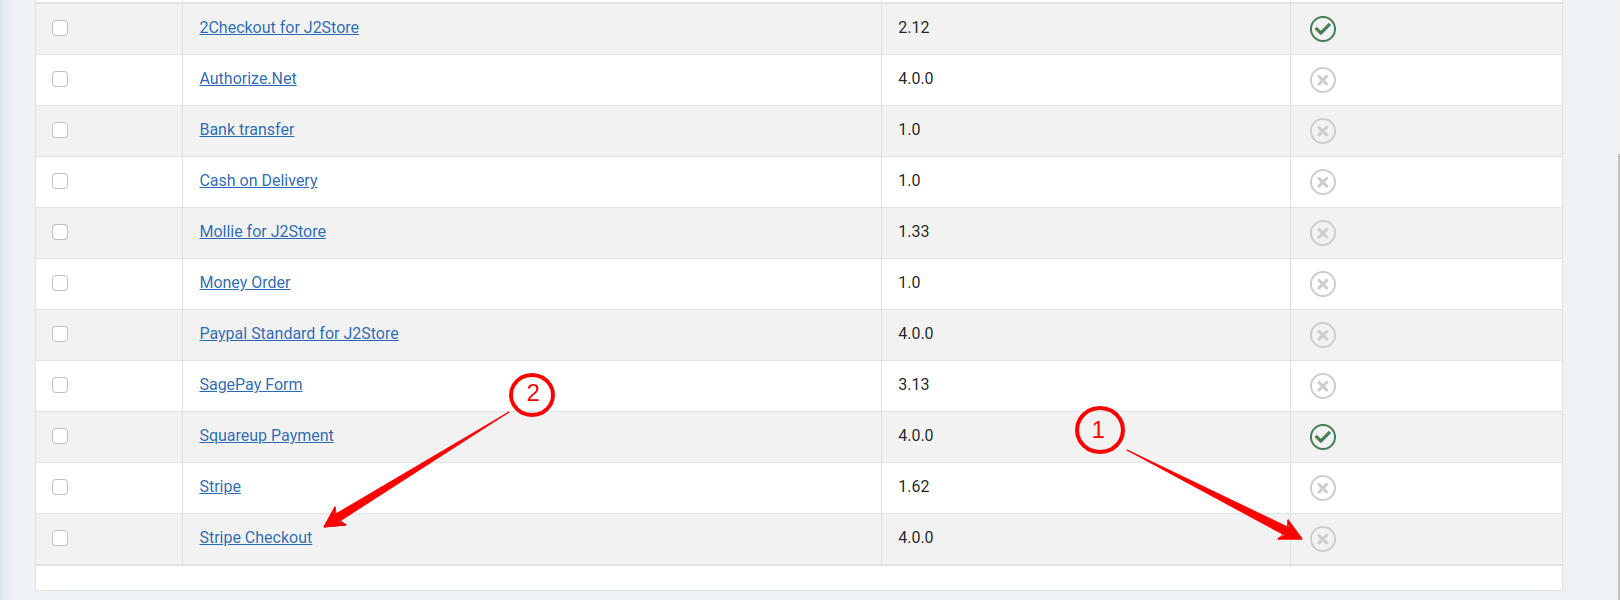 2Checkout for J2Store 2.12
Authorize.Net 4.0.0
Bank transfer 1.0
Cash on Delivery 1.0
Mollie for J2Store 1.33
Money Order 1.0
Paypal Standard for J2Store 4.0.0
SagePay Form 3.13
2
1
Squareup Payment 4.0.0
Stripe 1.62
Stripe Checkout 4.0.0